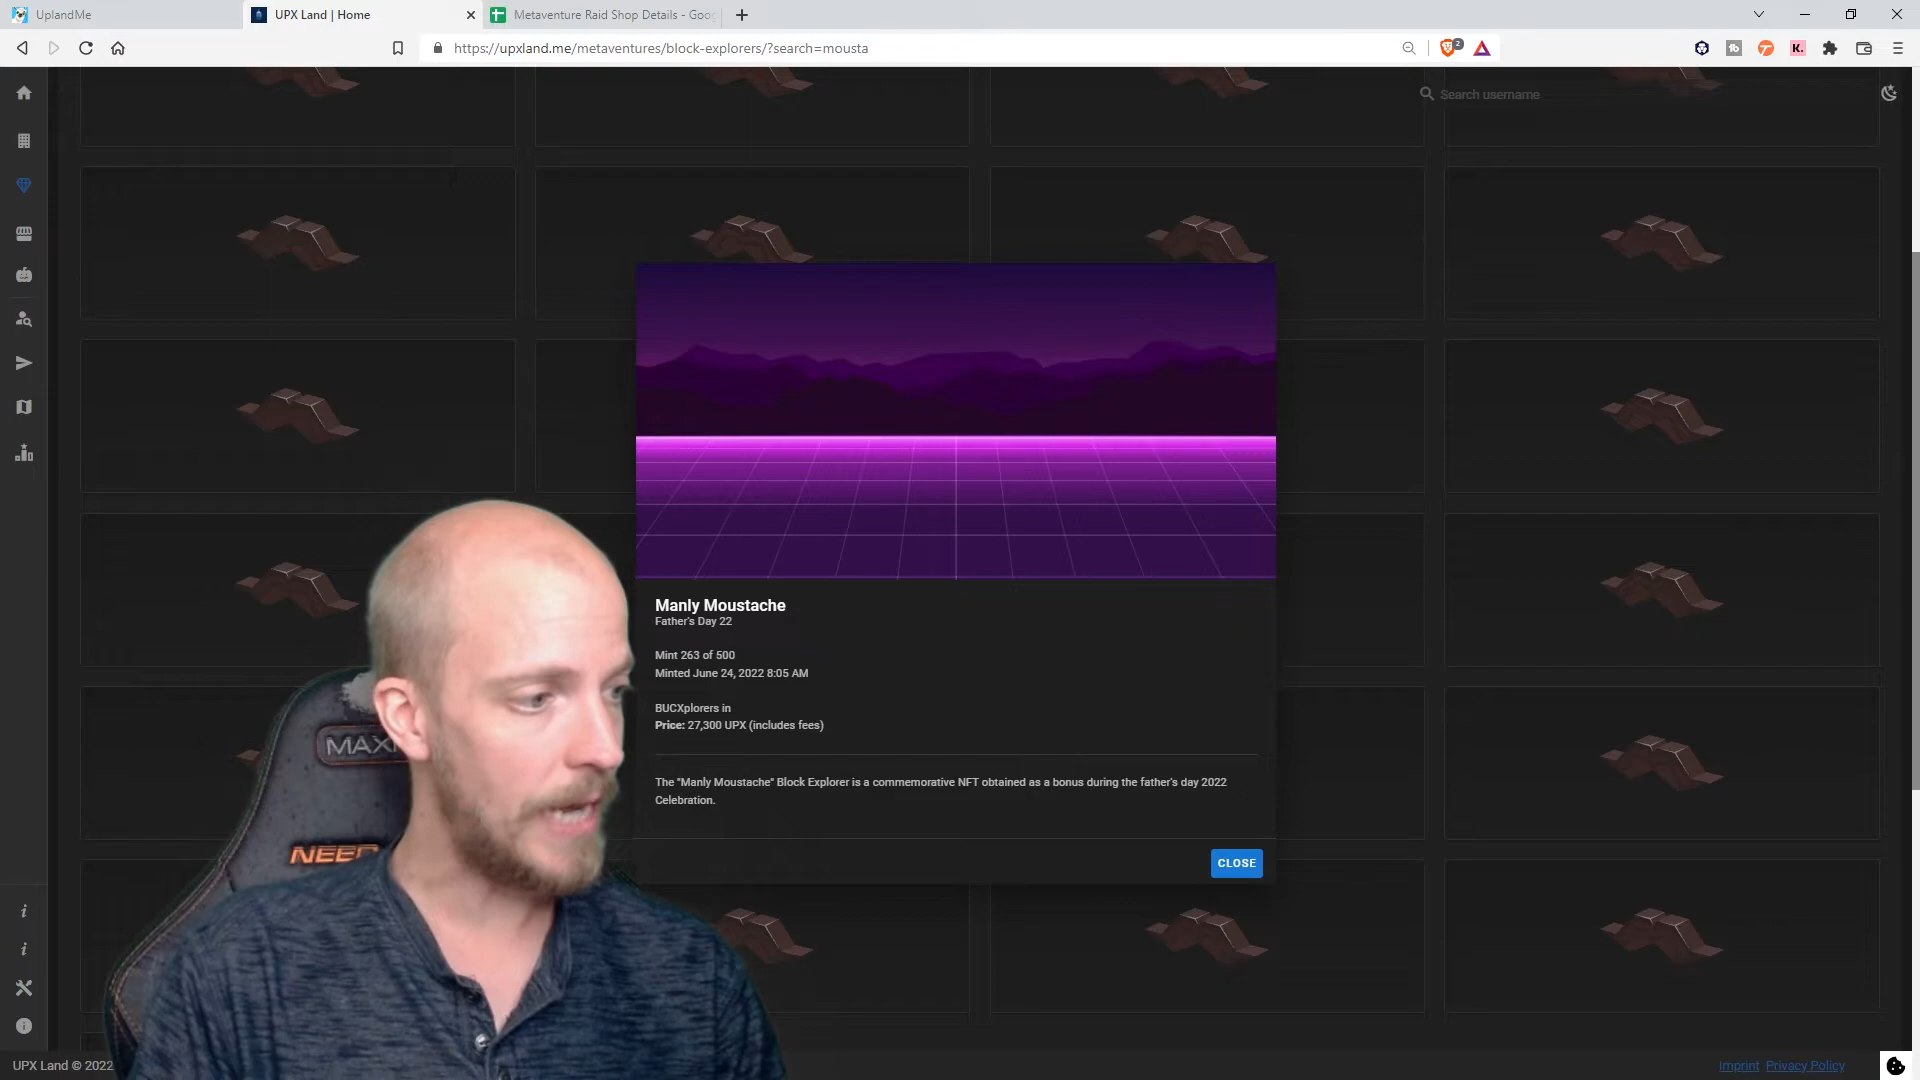 UplandMe
UPX Land | Home
Metaventure Raid Shop Details - Goo
https://upxland.me/metaventures/block-explorers/?search=mousta
2
K.
Search username
Manly Moustache
Father's Day 22
Mint 263 of 500
Minted June 24, 2022 8:05 AM
BUCXplorers in
Price: 27,300 UPX (includes fees)
The "Manly Moustache" Block Explorer is a commemorative NFT obtained as a bonus during the father's day 2022
Celebration.
CLOSE
UPX Land © 2022
Imprint
Privacy Policy